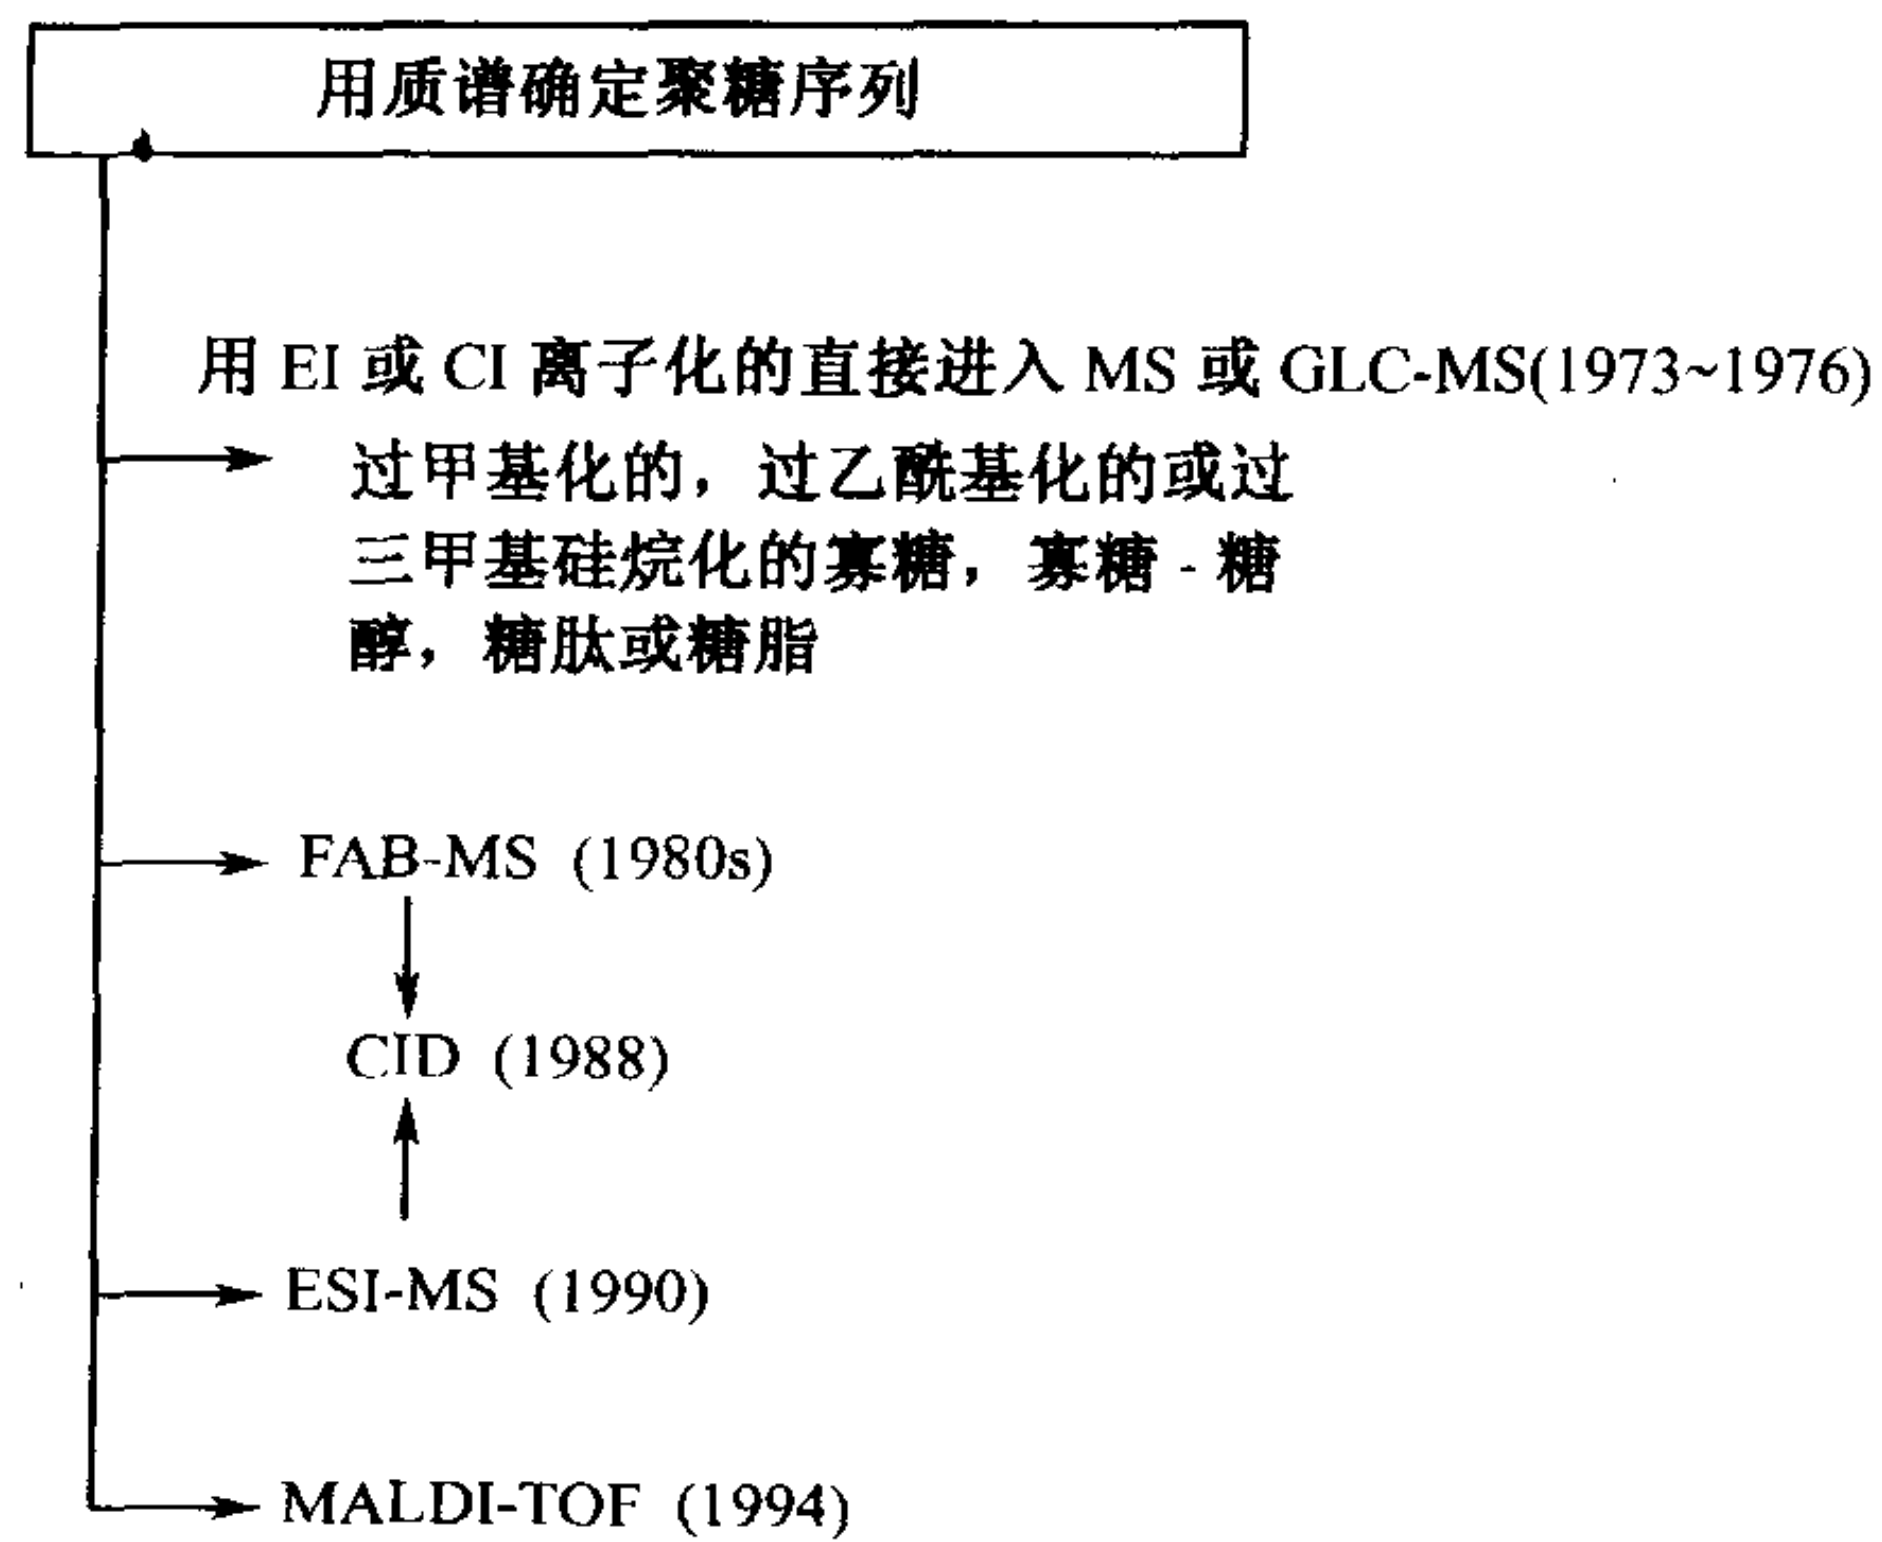 用质谱确定聚糖序列
用 EI 或 CI 离子化的直接进入 MS 或 GLC-MS(1973~1976)
过甲基化的，过乙酰基化的或过
三甲基硅烷化的寡糖，寡糖 - 糖
醇，糖肽或糖脂
FAB-MS (1980s)
CID (1988)
ESI-MS (1990)
MALDI-TOF (1994)